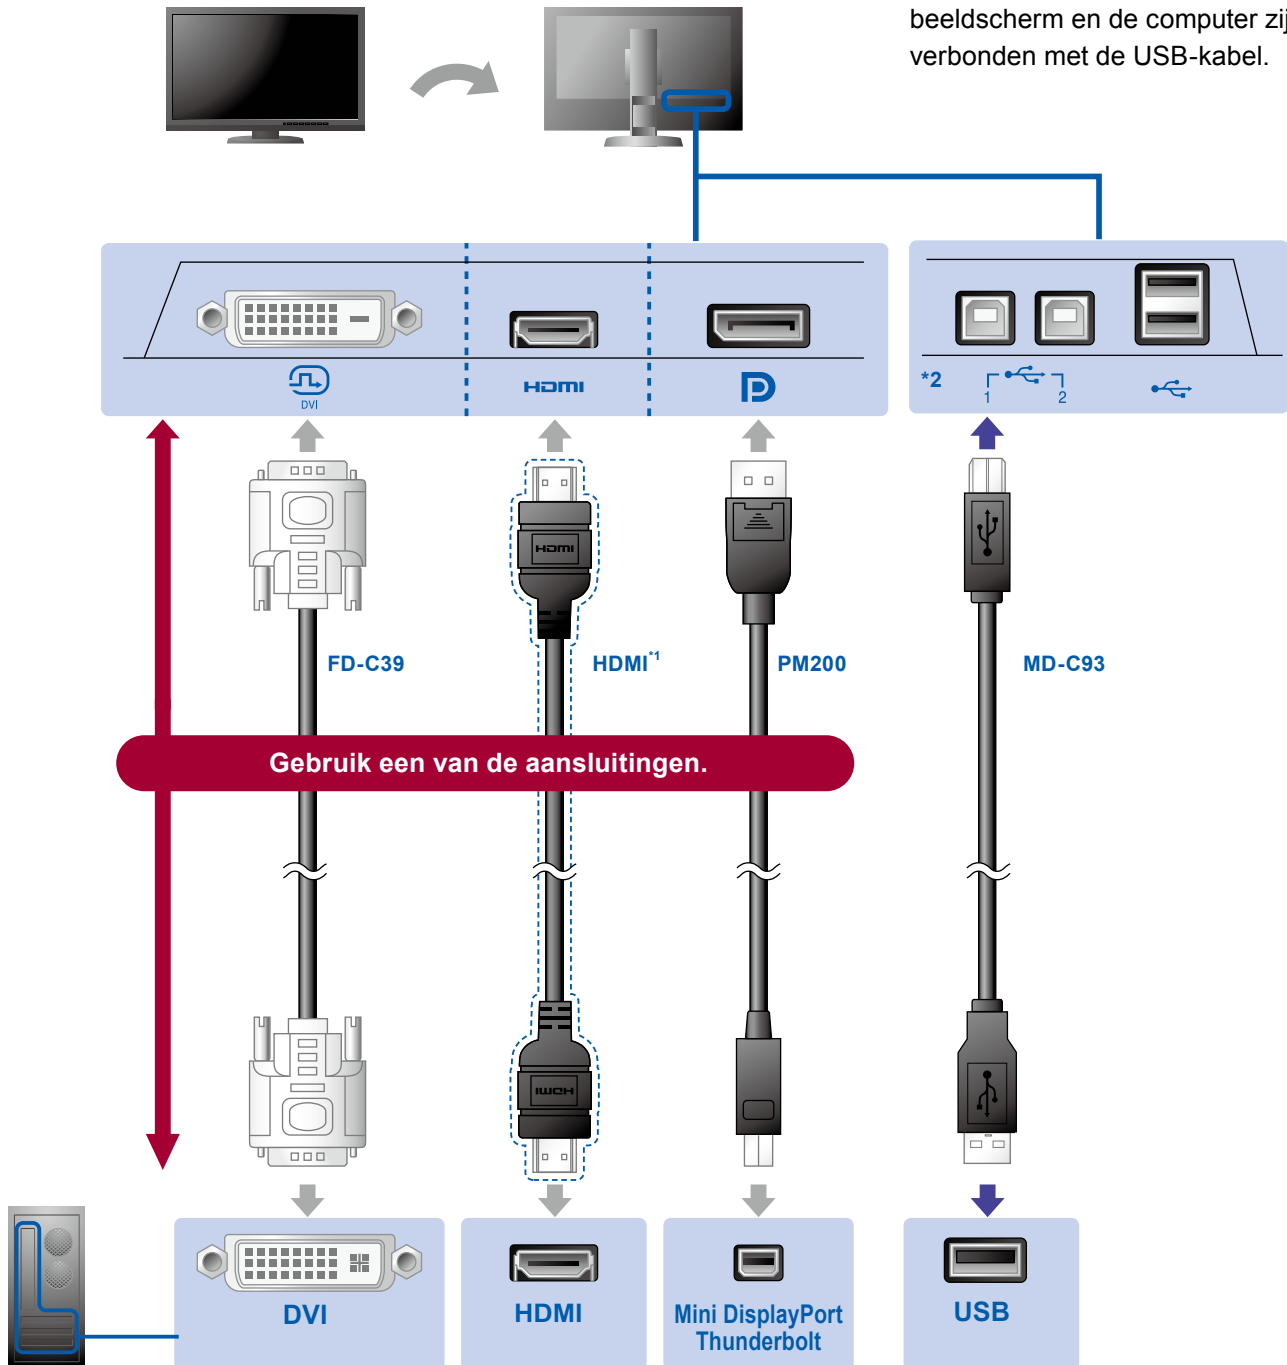 beeldscherm en de computer zij
verbonden met de USB-kabel.
DVI
HDMI
*2
1
2
HDMI
FD-C39
HDMI*1
PM200
MD-C93
Gebruik een van de aansluitingen.
HDMI
DVI
HDMI
Mini DisplayPort
Thunderbolt
USB